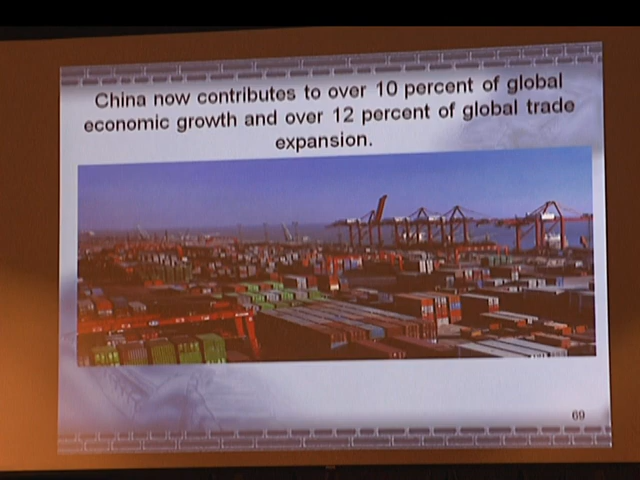 China now contributes to over 10 percent of global
economic growth and over 12 percent of global trade
expansion.
69